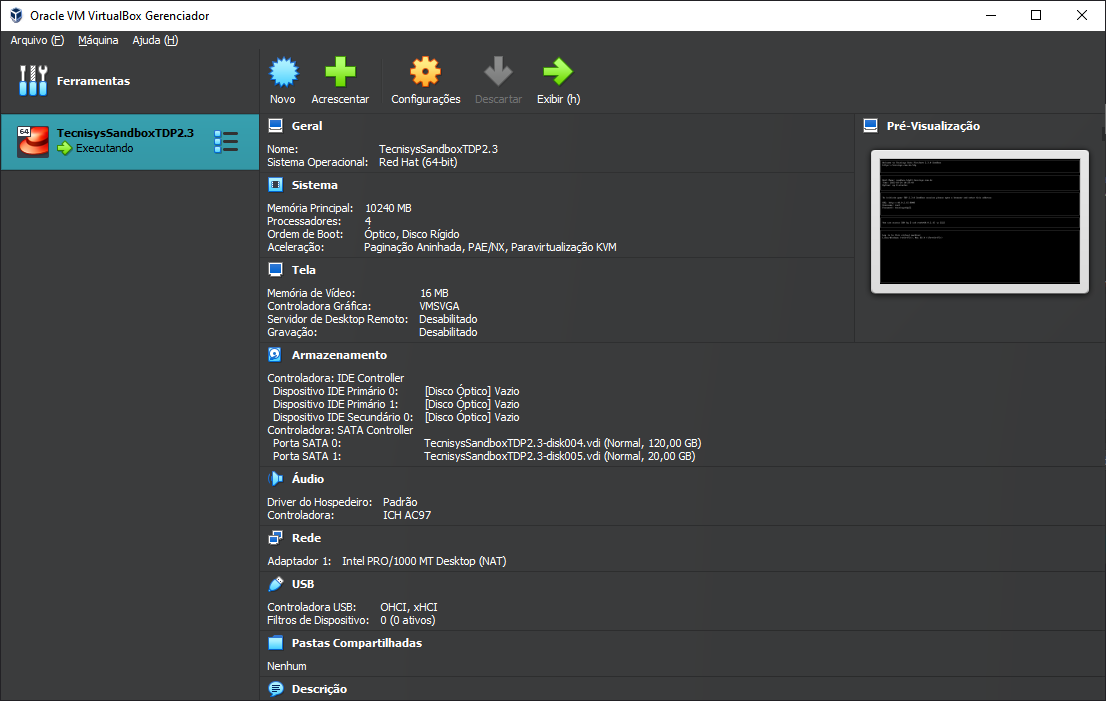 Oracle VM VirtualBox Gerenciador
Arquivo (F) Máquina Ajuda (H)
Ferramentas
Novo Acrescentar Configurações Descartar Exibir (h)
64
TecnisysSandboxTDP2.3
Executando
Geral
Nome: TecnisysSandboxTDP2.3
Sistema Operacional: Red Hat (64-bit)
Sistema
Memória Principal: 10240 MB
Processadores: 4
Ordem de Boot: Óptico, Disco Rígido
Aceleração: Paginação Aninhada, PAE/NX, Paravirtualização KVM
Tela
Memória de Vídeo: 16 MB
Controladora Gráfica: VMSVGA
Servidor de Desktop Remoto: Desabilitado
Gravação: Desabilitado
Pré-Visualização
Armazenamento
Controladora: IDE Controller
Dispositivo IDE Primário 0: [Disco Óptico] Vazio
Dispositivo IDE Primário 1: [Disco Óptico] Vazio
Dispositivo IDE Secundário 0: [Disco Óptico] Vazio
Controladora: SATA Controller
Porta SATA 0: TecnisysSandboxTDP2.3-disk004.vdi (Normal, 120,00 GB)
Porta SATA 1: TecnisysSandboxTDP2.3-disk005.vdi (Normal, 20,00 GB)
Áudio
Driver do Hospedeiro: Padrão
Controladora: ICH AC97
Rede
Adaptador 1: Intel PRO/1000 MT Desktop (NAT)
USB
Controladora USB: OHCI, xHCI
Filtros de Dispositivo: 0 (0 ativos)
Pastas Compartilhadas
Nenhum
Descrição